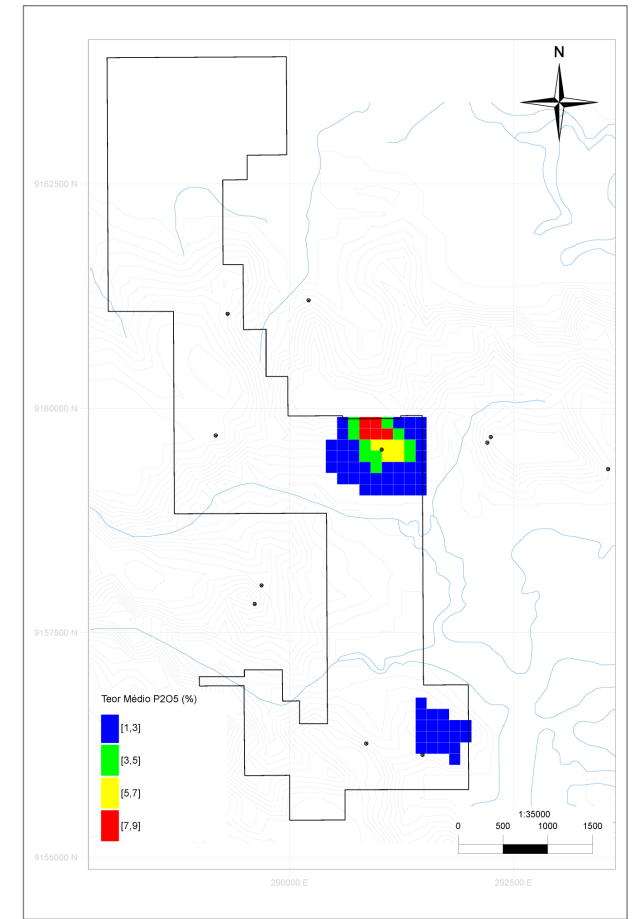 N
9162500 N
9160000 N
9157500 N
Teor Médio P2O5 (%)
[1,3]
[3,5]
[5,7]
[7,9]
1:35000
0 500 1000 1500
9155000 N
290000 E 292500 E